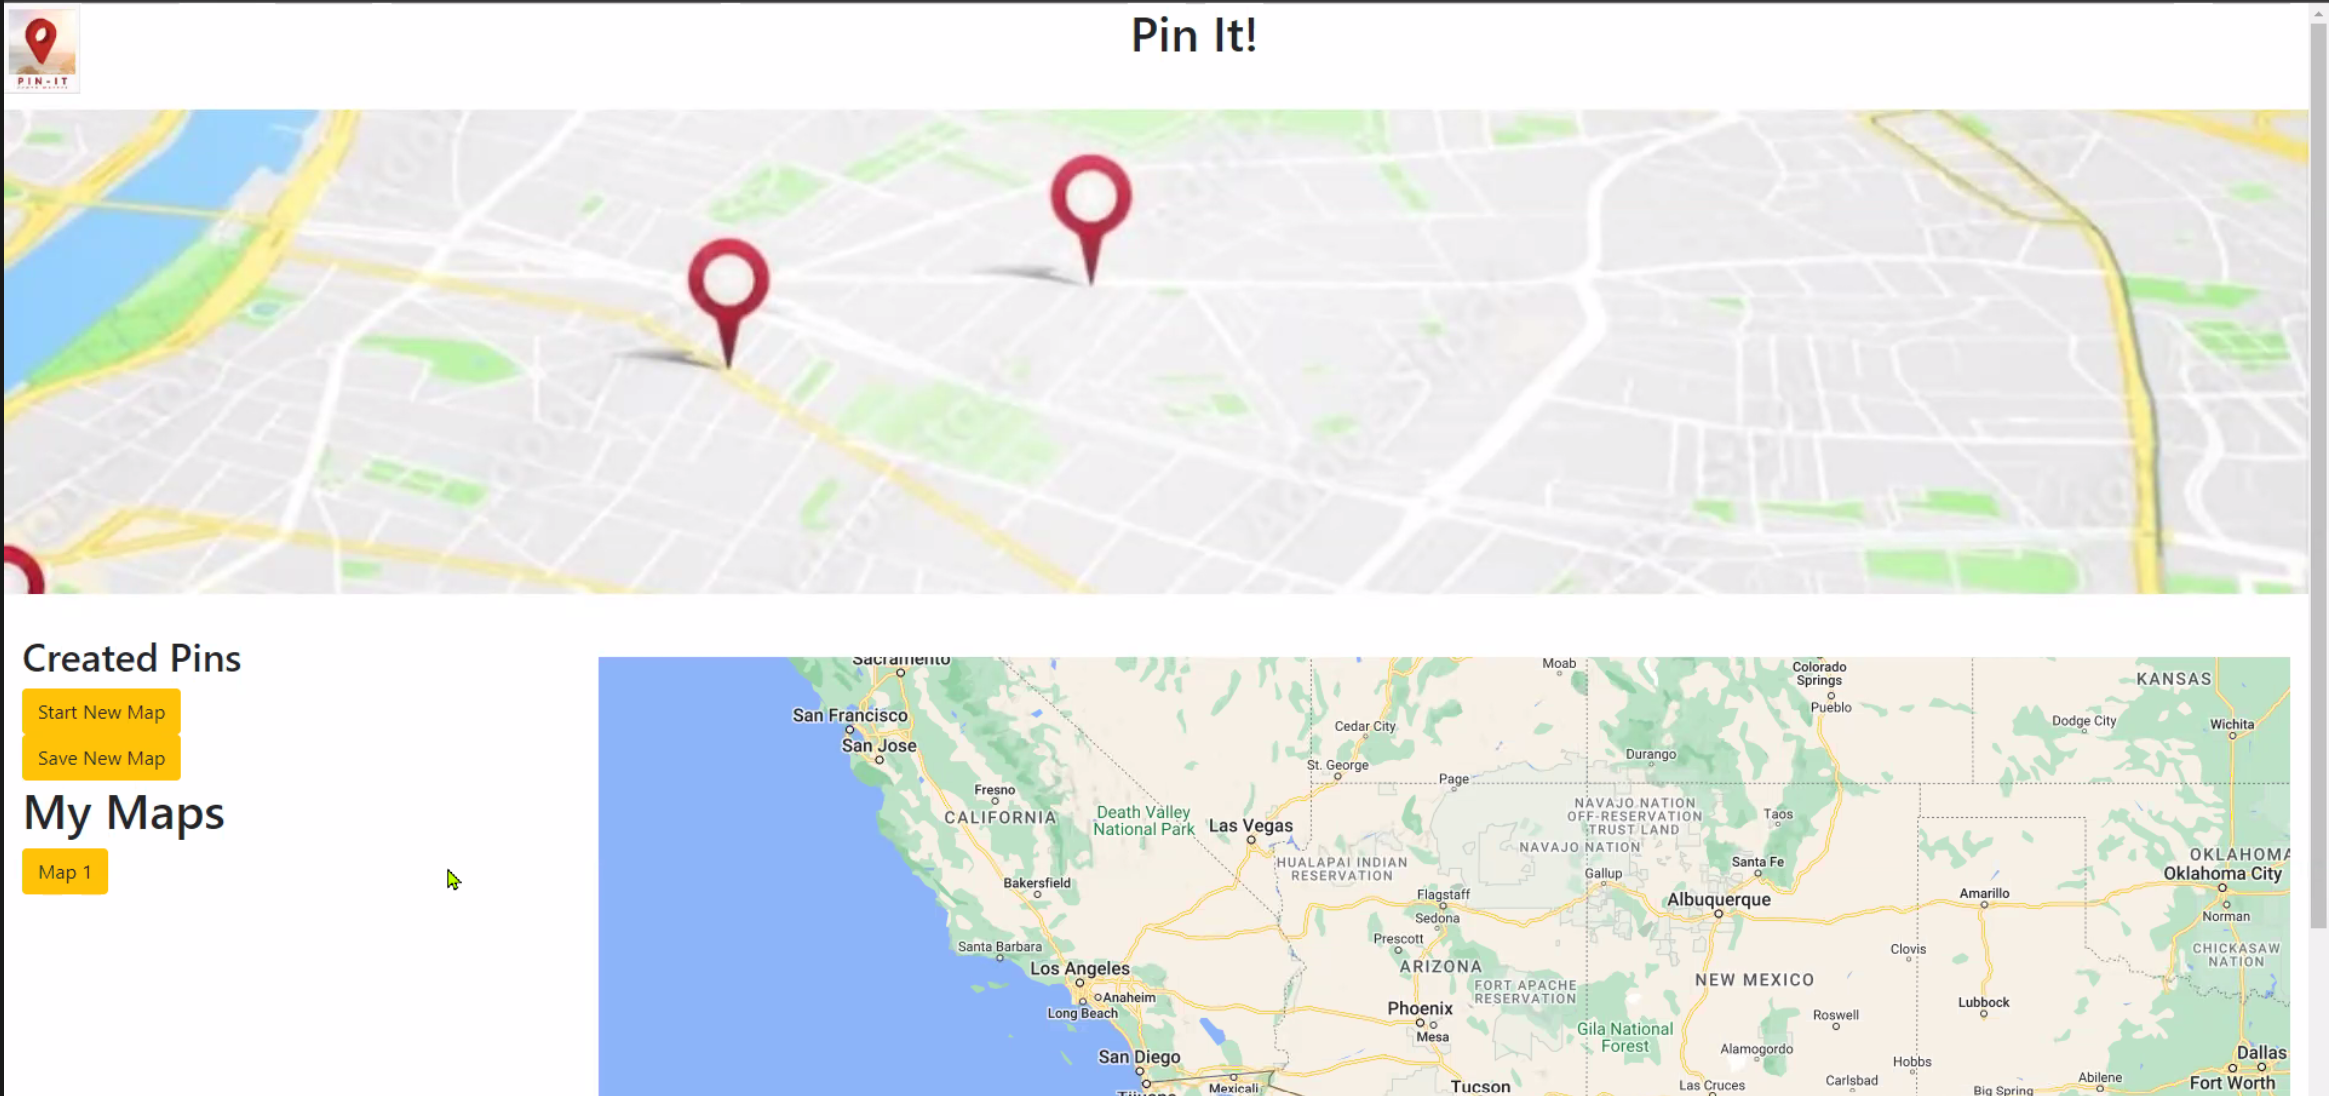 Pin It!
PIN-IT
Created Pins
Start New Map
Save New Map
My Maps
Map 1
Sacramento
Moab
Colorado
Springs
KANSAS
Pueblo
San Francisco
Cedar City
Dodge City
Wichita
San Jose
Durango
St. George
Page
Fresno
CALIFORNIA
Death Valley
National Park
Las Vegas
NAVAJO NATION
OFF-RESERVATION
TRUST LAND
Taos
NAVAJO NATION
HUALAPAI INDIAN
RESERVATION
Santa Fe
OKLAHOMA
Oklahoma City
Bakersfield
Gallup
Flagstaff
Albuquerque
Amarillo
Sedona
Norman
Prescott
Santa Barbara
Clovis
CHICKASAW
NATION
Los Angeles
ARIZONA
NEW MEXICO
FORT APACHE
RESERVATION
Anaheim
Long Beach
Phoenix
Lubbock
Mesa
Roswell
Gila National
Forest
San Diego
Alamogordo
Hobbs
Dallas
Mexicali
Tucson
Las Cruces
Carlsbad
Abilene
Fort Worth
Big Spring
Tijuana